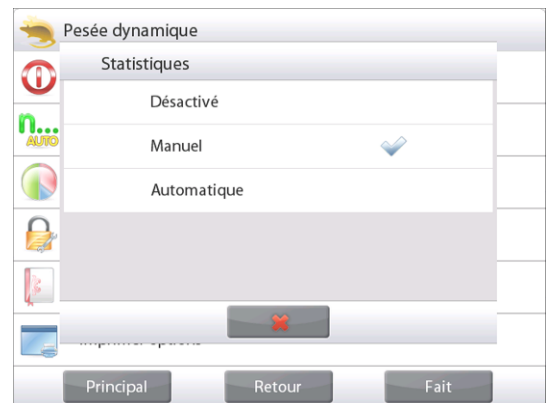 Pesée dynamique
Statistiques
Désactivé
n...
AUTO
Manuel
Automatique
Principal
Retour
Fait